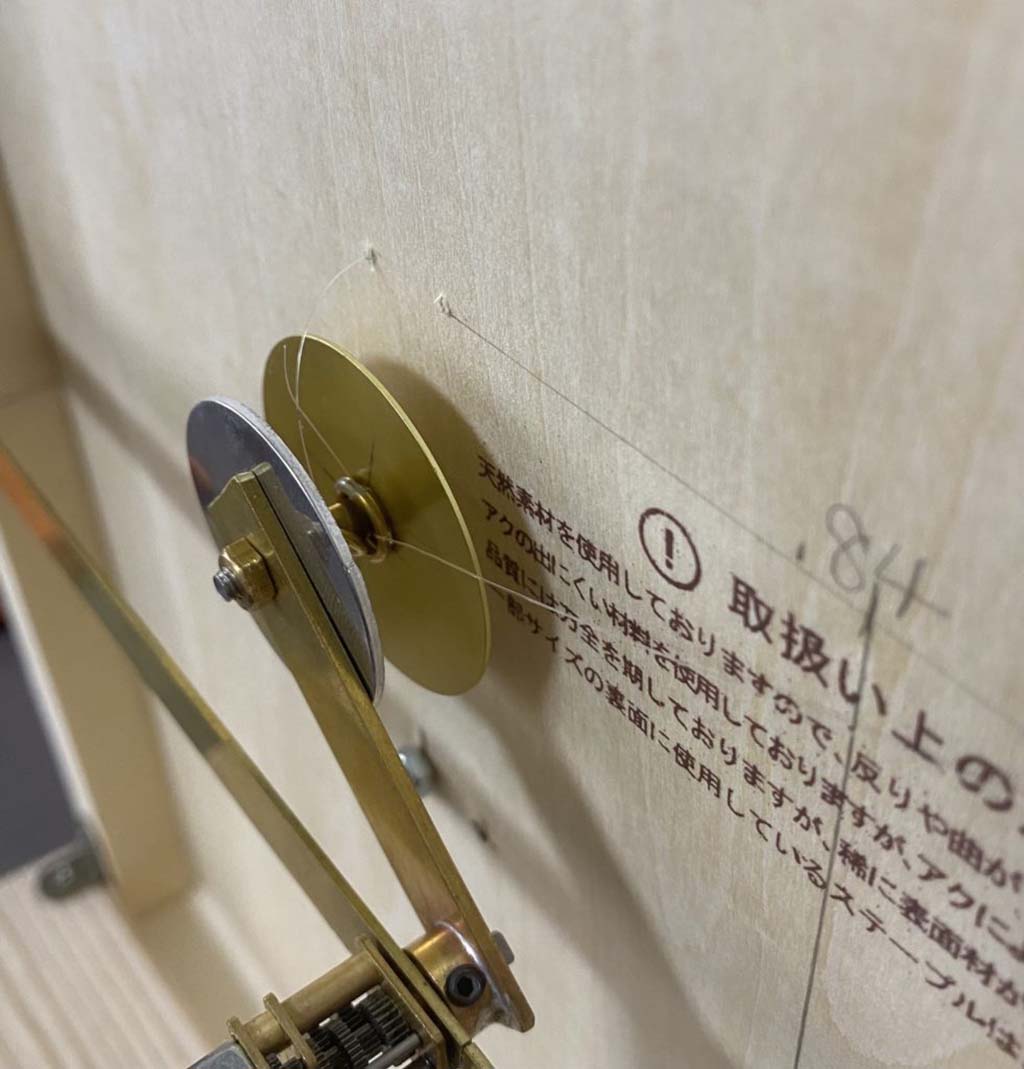 84
取扱い上の
天然素材を使用しておりますので、反りや曲が
アクの出にくい材料を使用しておりますが、アクによ
品質には万全を期しておりますが、稀に表面材が
一部サイズの裏面に使用しているステープルは